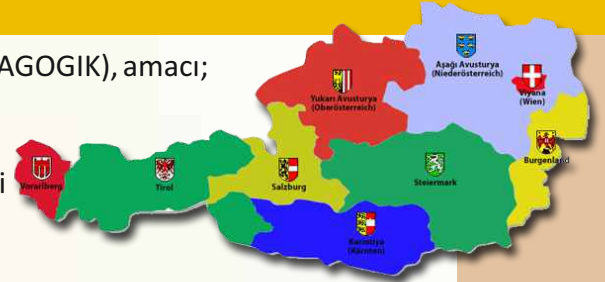 AGOGIK), amacı;
i
Aşağı Avusturya
(Niederösterreich)
Viyana
(Wien)
Yukarı Avusturya
(Oberösterreich)
Burgenland
Vorarlberg
Tirol
Salzburg
Steiermark
Karintiya
(Kärnten)